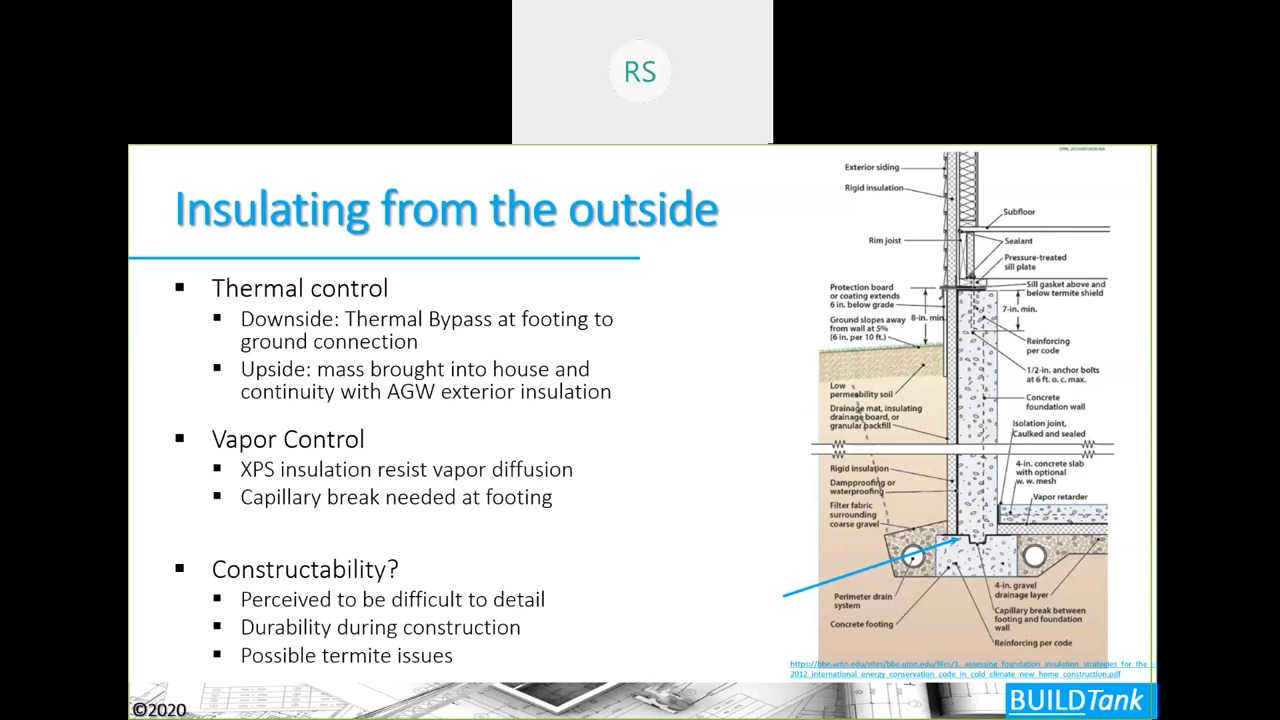 RS
Insulating from the outside
Thermal control
Downside: Thermal Bypass at footing to
ground connection
Upside: mass brought into house and
continuity with AGW exterior insulation
Vapor Control
XPS insulation resist vapor diffusion
Capillary break needed at footing
Constructability?
Perceived to be difficult to detail
Durability during construction
Possible termite issues
Exterior siding
Rigid insulation
Subfloor
Rim joist
Sealant
Pressure-treated
sill plate
Protection board
or coating extends
6 in. below grade
Sill gasket above and
below termite shield
Ground slopes away
from wall at 5%
(6 in. per 10 ft.)
8-in. min.
7-in. min.
Reinforcing
per code
1/2-in. anchor bolts
at 6 ft. o. c. max.
Low
permeability soil
Concrete
foundation wall
Drainage mat, insulating
drainage board, or
granular backfill
Isolation joint,
Caulked and sealed
Rigid insulation
4-in. concrete slab
with optional
w. w. mesh
Dampproofing or
waterproofing
Vapor retarder
Filter fabric
surrounding
coarse gravel
Perimeter drain
system
4-in. gravel
drainage layer
Concrete footing
Capillary break between
footing and foundation
wall
Reinforcing per code
https://bbe.umn.edu/sites/bbe.umn.edu/files/1._assessing_foundation_insulation_strategies_for_the_
2012_international_energy_conservation_code_in_cold_climate_new_home_construction.pdf
©2020
BUILDTank